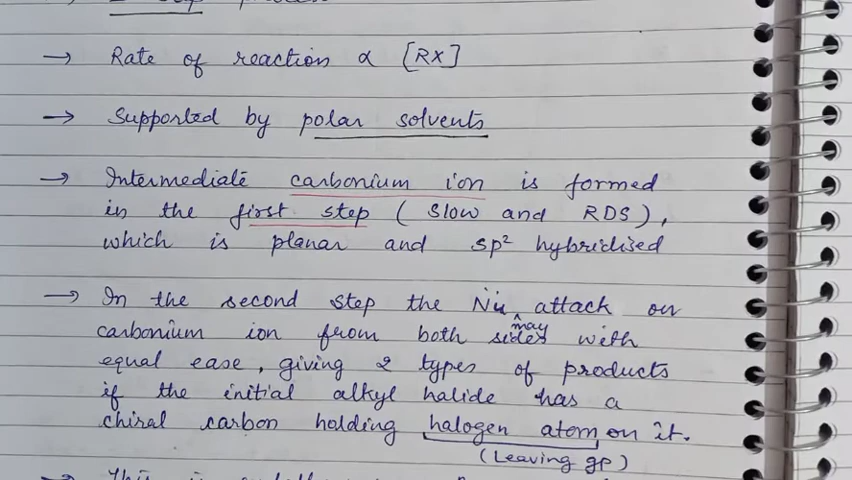 → Rate of reaction ∝ [RX]
→ Supported by polar solvents
→ Intermediate carbonium ion is formed
in the first step (Slow and RDS),
which is planar and sp² hybridised
→ In the second step the Nu may attack on
carbonium ion from both sides with
equal ease, giving 2 types of products
if the initial alkyl halide has a
chiral carbon holding halogen atom on it.
(Leaving gp)